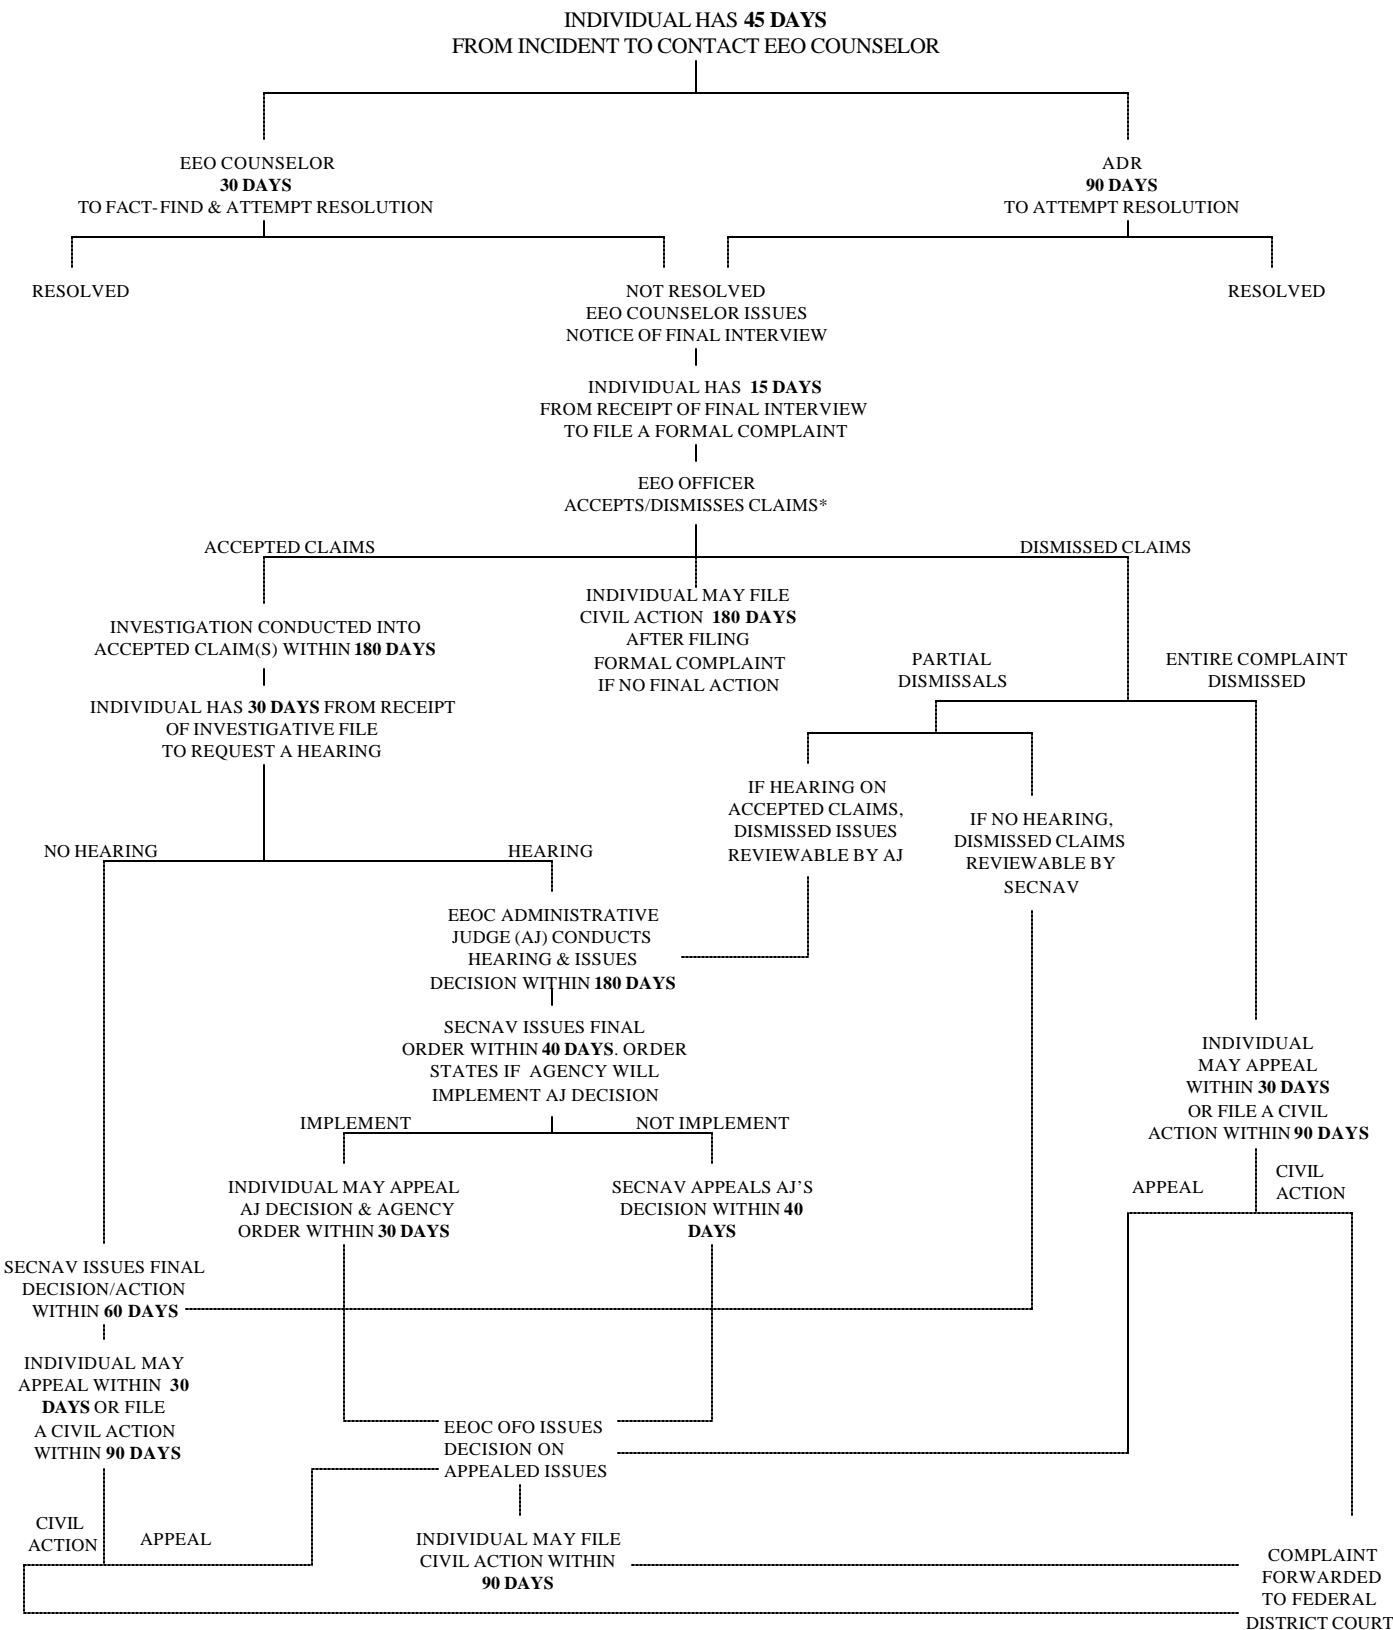 INDIVIDUAL HAS 45 DAYS
FROM INCIDENT TO CONTACT EEO COUNSELOR
EEO COUNSELOR
30 DAYS
TO FACT-FIND & ATTEMPT RESOLUTION
ADR
90 DAYS
TO ATTEMPT RESOLUTION
RESOLVED
NOT RESOLVED
EEO COUNSELOR ISSUES
NOTICE OF FINAL INTERVIEW
RESOLVED
INDIVIDUAL HAS 15 DAYS
FROM RECEIPT OF FINAL INTERVIEW
TO FILE A FORMAL COMPLAINT
EEO OFFICER
ACCEPTS/DISMISSES CLAIMS*
ACCEPTED CLAIMS
DISMISSED CLAIMS
INVESTIGATION CONDUCTED INTO
ACCEPTED CLAIM(S) WITHIN 180 DAYS
INDIVIDUAL MAY FILE
CIVIL ACTION 180 DAYS
AFTER FILING
FORMAL COMPLAINT
IF NO FINAL ACTION
PARTIAL
DISMISSALS
ENTIRE COMPLAINT
DISMISSED
INDIVIDUAL HAS 30 DAYS FROM RECEIPT
OF INVESTIGATIVE FILE
TO REQUEST A HEARING
IF HEARING ON
ACCEPTED CLAIMS,
DISMISSED ISSUES
REVIEWABLE BY AJ
IF NO HEARING,
DISMISSED CLAIMS
REVIEWABLE BY
SECNAV
NO HEARING
HEARING
EEOC ADMINISTRATIVE
JUDGE (AJ) CONDUCTS
HEARING & ISSUES
DECISION WITHIN 180 DAYS
SECNAV ISSUES FINAL
ORDER WITHIN 40 DAYS. ORDER
STATES IF AGENCY WILL
IMPLEMENT AJ DECISION
INDIVIDUAL
MAY APPEAL
WITHIN 30 DAYS
OR FILE A CIVIL
ACTION WITHIN 90 DAYS
IMPLEMENT
NOT IMPLEMENT
INDIVIDUAL MAY APPEAL
AJ DECISION & AGENCY
ORDER WITHIN 30 DAYS
SECNAV APPEALS AJ'S
DECISION WITHIN 40
DAYS
APPEAL
CIVIL
ACTION
SECNAV ISSUES FINAL
DECISION/ACTION
WITHIN 60 DAYS
INDIVIDUAL MAY
APPEAL WITHIN 30
DAYS OR FILE
A CIVIL ACTION
WITHIN 90 DAYS
EEOC OFO ISSUES
DECISION ON
APPEALED ISSUES
CIVIL
ACTION
APPEAL
INDIVIDUAL MAY FILE
CIVIL ACTION WITHIN
90 DAYS
COMPLAINT
FORWARDED
TO FEDERAL
DISTRICT COURT